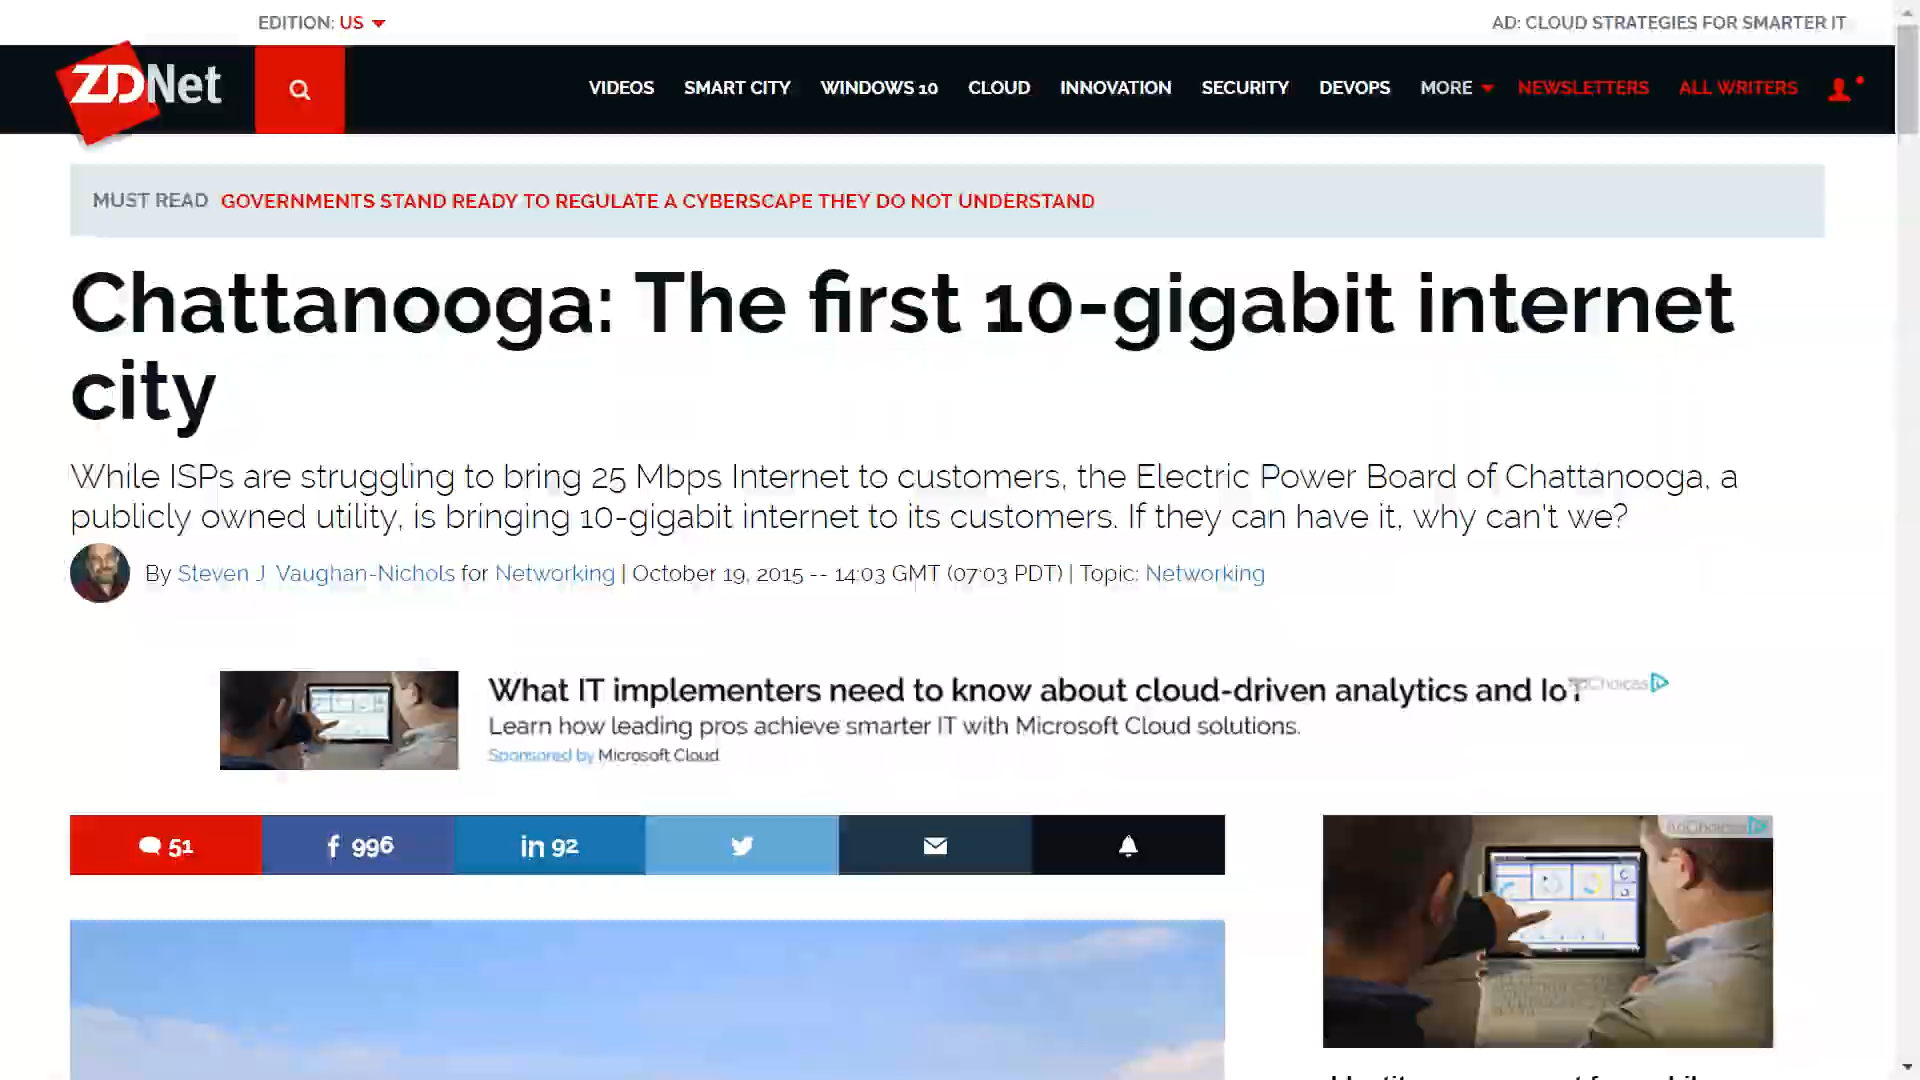 EDITION: US
AD: CLOUD STRATEGIES FOR SMARTER IT
ZDNet
VIDEOS SMART CITY WINDOWS 10 CLOUD INNOVATION SECURITY DEVOPS MORE NEWSLETTERS ALL WRITERS
MUST READ GOVERNMENTS STAND READY TO REGULATE A CYBERSCAPE THEY DO NOT UNDERSTAND
Chattanooga: The first 10-gigabit internet
city
While ISPs are struggling to bring 25 Mbps Internet to customers, the Electric Power Board of Chattanooga, a
publicly owned utility, is bringing 10-gigabit internet to its customers. If they can have it, why can't we?
By Steven J. Vaughan-Nichols for Networking | October 19, 2015 -- 14:03 GMT (07:03 PDT) | Topic: Networking
What IT implementers need to know about cloud-driven analytics and IoT
AdChoices
Learn how leading pros achieve smarter IT with Microsoft Cloud solutions.
Sponsored by Microsoft Cloud
51 f 996 in 92
AdChoices